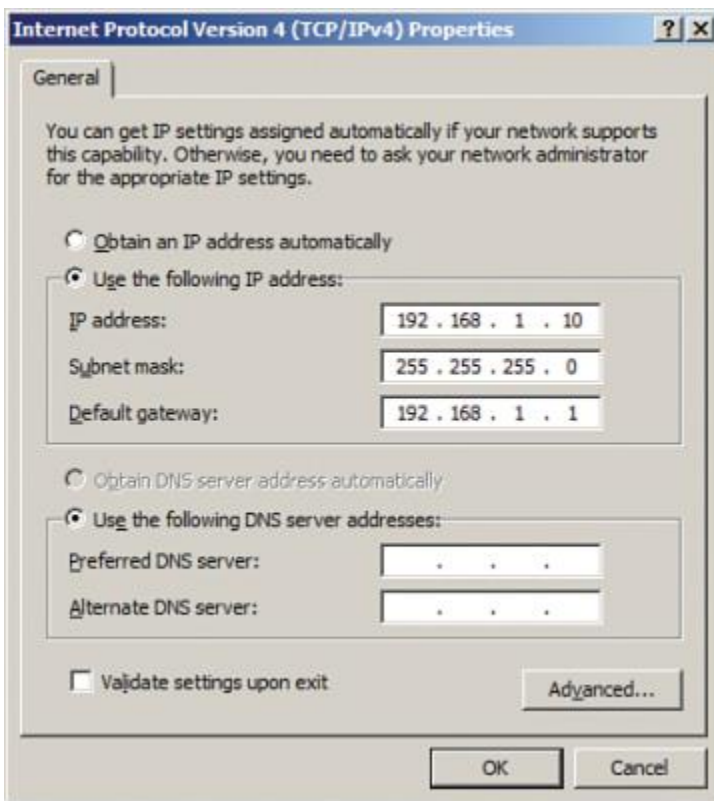 Internet Protocol Version 4 (TCP/IPv4) Properties
General
You can get IP settings assigned automatically if your network supports
this capability. Otherwise, you need to ask your network administrator
for the appropriate IP settings.
Obtain an IP address automatically
Use the following IP address:
IP address: 192 . 168 . 1 . 10
Subnet mask: 255 . 255 . 255 . 0
Default gateway: 192 . 168 . 1 . 1
Obtain DNS server address automatically
Use the following DNS server addresses:
Preferred DNS server: . . .
Alternate DNS server: . . .
Validate settings upon exit
Advanced...
OK Cancel